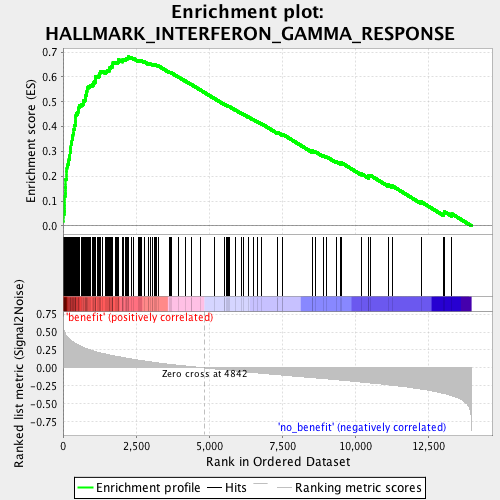 Enrichment plot:
HALLMARK_INTERFERON_GAMMA_RESPONSE
Enrichment score (ES)
0.7
0.6
0.5
0.4
0.3
0.2
0.1
0.0
Ranked list metric (Signal2Noise)
0.75
0.50
0.25
0.00
-0.25
-0.50
-0.75
'benefit' (positively correlated)
Zero cross at 4842
'no_benefit' (negatively correlated)
0
2,500
5,000
7,500
10,000
12,500
Rank in Ordered Dataset
Enrichment profile
Hits
Ranking metric scores